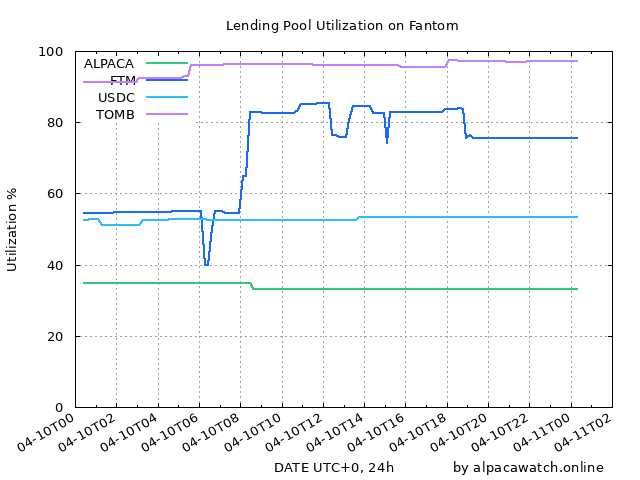 Lending Pool Utilization on Fantom
ALPACA
FTM
USDC
TOMB
Utilization %
100
80
60
40
20
0
04-10T00
04-10T02
04-10T04
04-10T06
04-10T08
04-10T10
04-10T12
04-10T14
04-10T16
04-10T18
04-10T20
04-10T22
04-11T00
04-11T02
DATE UTC+0, 24h
by alpacawatch.online